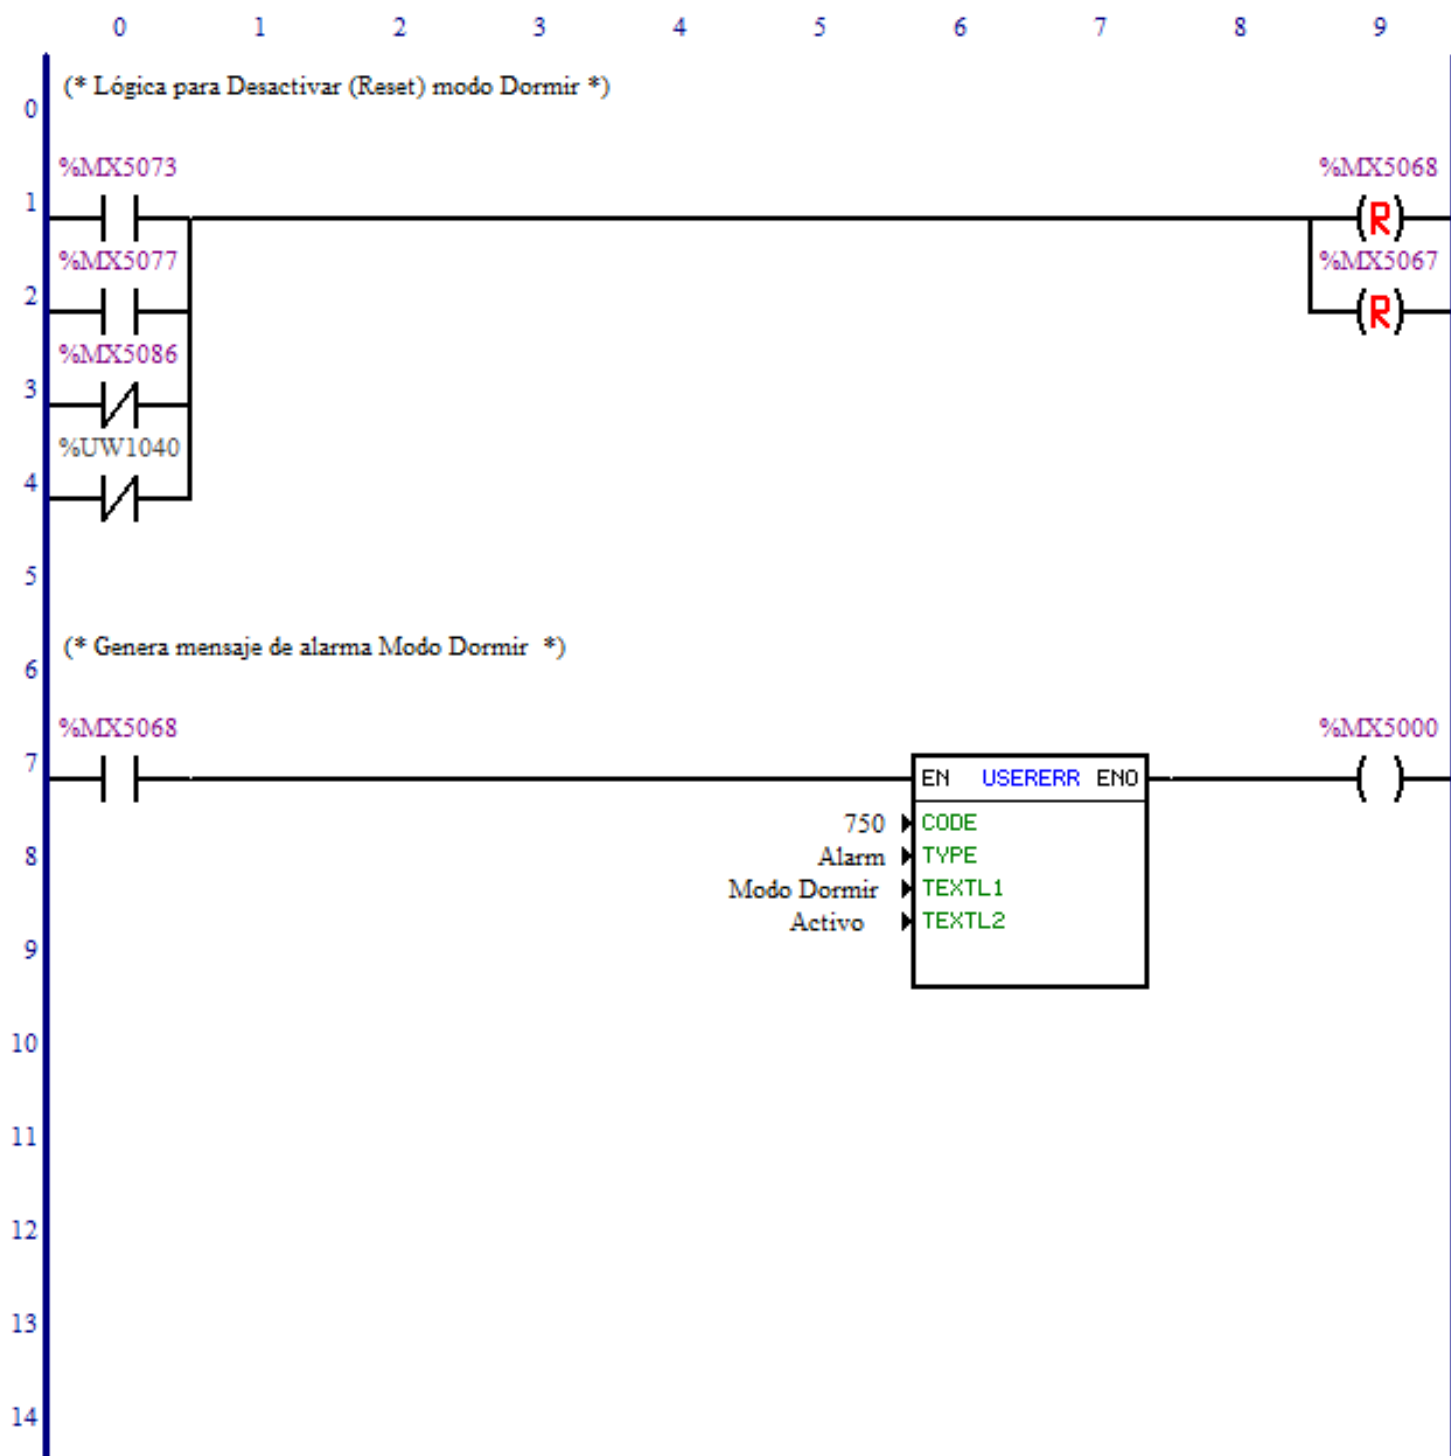 0 1 2 3 4 5 6 7 8 9
(* Lógica para Desactivar (Reset) modo Dormir *)
0
%MX5073 %MX5068
1 (R)
%MX5077 %MX5067
2 (R)
%MX5086
3
%UW1040
4
5
(* Genera mensaje de alarma Modo Dormir *)
6
%MX5068 %MX5000
7 EN USERERR ENO ( )
750 CODE
8 Alarm TYPE
Modo Dormir TEXTL1
Activo TEXTL2
9
10
11
12
13
14